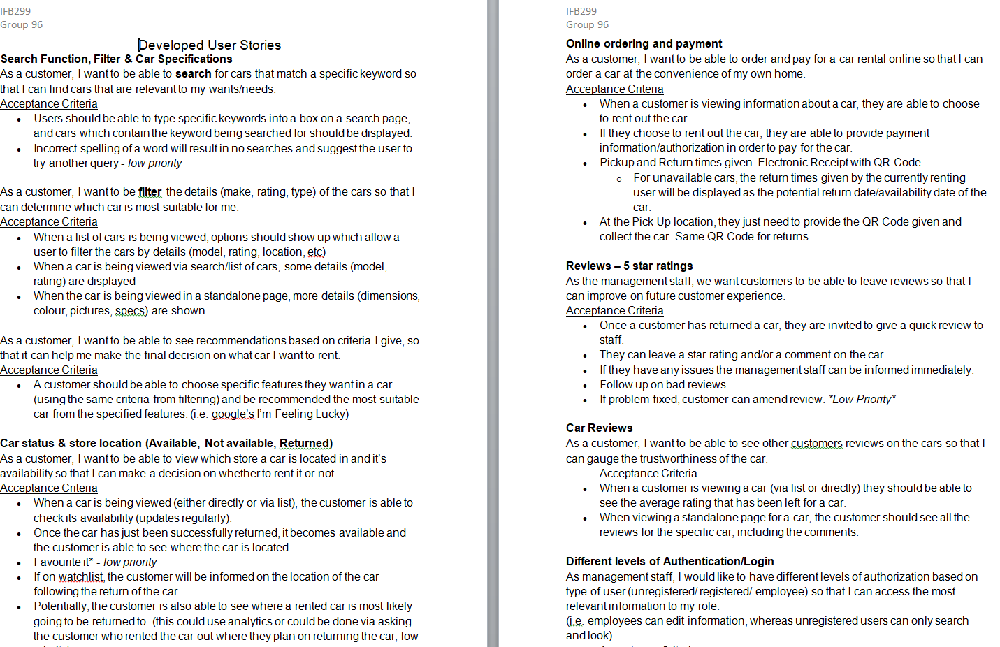 IFB299
Group 96
Developed User Stories
Search Function, Filter & Car Specifications
As a customer, I want to be able to search for cars that match a specific keyword so
that I can find cars that are relevant to my wants/needs.
Acceptance Criteria
• Users should be able to type specific keywords into a box on a search page,
and cars which contain the keyword being searched for should be displayed.
• Incorrect spelling of a word will result in no searches and suggest the user to
try another query - low priority
As a customer, I want to be filter the details (make, rating, type) of the cars so that I
can determine which car is most suitable for me.
Acceptance Criteria
• When a list of cars is being viewed, options should show up which allow a
user to filter the cars by details (model, rating, location, etc)
• When a car is being viewed via search/list of cars, some details (model,
rating) are displayed
• When the car is being viewed in a standalone page, more details (dimensions,
colour, pictures, specs) are shown.
As a customer, I want to be able to see recommendations based on criteria I give, so
that it can help me make the final decision on what car I want to rent.
Acceptance Criteria
• A customer should be able to choose specific features they want in a car
(using the same criteria from filtering) and be recommended the most suitable
car from the specified features. (i.e. google's I'm Feeling Lucky)
Car status & store location (Available, Not available, Returned)
As a customer, I want to be able to view which store a car is located in and it's
availability so that I can make a decision on whether to rent it or not.
Acceptance Criteria
• When a car is being viewed (either directly or via list), the customer is able to
check its availability (updates regularly).
• Once the car has just been successfully returned, it becomes available and
the customer is able to see where the car is located
• Favourite it* - low priority
• If on watchlist, the customer will be informed on the location of the car
following the return of the car
• Potentially, the customer is also able to see where a rented car is most likely
going to be returned to. (this could use analytics or could be done via asking
the customer who rented the car out where they plan on returning the car, low
IFB299
Group 96
Online ordering and payment
As a customer, I want to be able to order and pay for a car rental online so that I can
order a car at the convenience of my own home.
Acceptance Criteria
• When a customer is viewing information about a car, they are able to choose
to rent out the car.
• If they choose to rent out the car, they are able to provide payment
information/authorization in order to pay for the car.
• Pickup and Return times given. Electronic Receipt with QR Code
○ For unavailable cars, the return times given by the currently renting
user will be displayed as the potential return date/availability date of the
car.
• At the Pick Up location, they just need to provide the QR Code given and
collect the car. Same QR Code for returns.
Reviews – 5 star ratings
As the management staff, we want customers to be able to leave reviews so that I
can improve on future customer experience.
Acceptance Criteria
• Once a customer has returned a car, they are invited to give a quick review to
staff.
• They can leave a star rating and/or a comment on the car.
• If they have any issues the management staff can be informed immediately.
• Follow up on bad reviews.
• If problem fixed, customer can amend review. *Low Priority*
Car Reviews
As a customer, I want to be able to see other customers reviews on the cars so that I
can gauge the trustworthiness of the car.
Acceptance Criteria
• When a customer is viewing a car (via list or directly) they should be able to
see the average rating that has been left for a car.
• When viewing a standalone page for a car, the customer should see all the
reviews for the specific car, including the comments.
Different levels of Authentication/Login
As management staff, I would like to have different levels of authorization based on
type of user (unregistered/ registered/ employee) so that I can access the most
relevant information to my role.
(i.e. employees can edit information, whereas unregistered users can only search
and look)